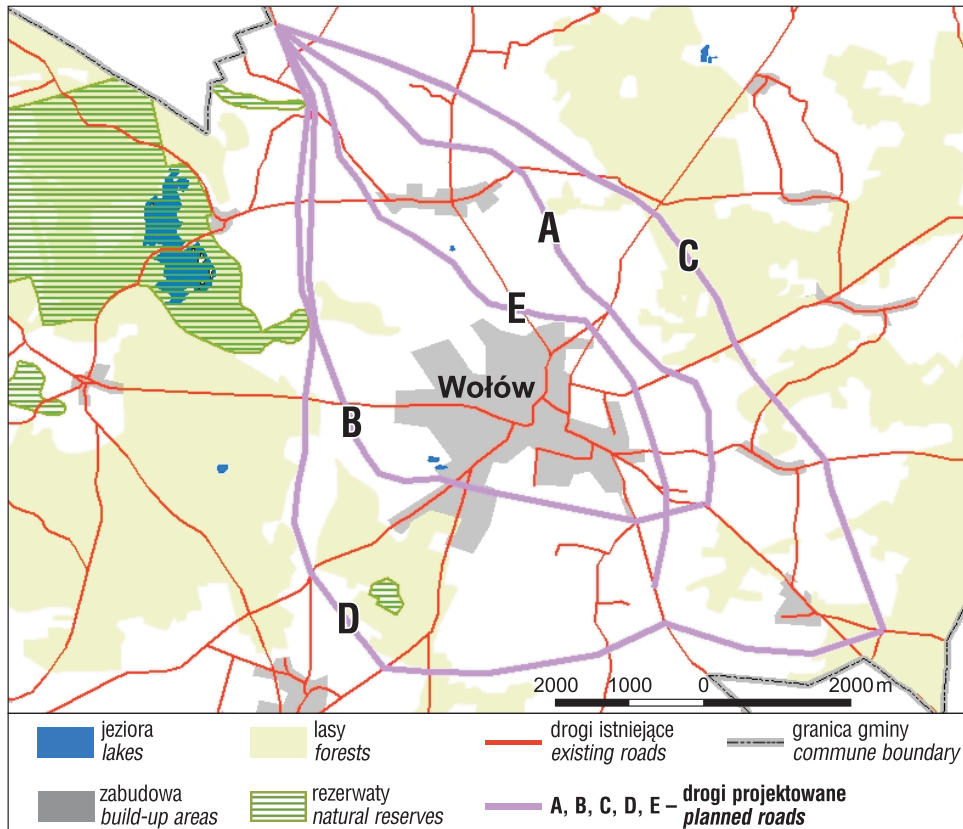 A
C
E
Wołów
B
D
2000 1000 0 2000 m
jeziora
lakes
lasy
forests
drogi istniejące
existing roads
granica gminy
commune boundary
zabudowa
build-up areas
rezerwaty
natural reserves
A, B, C, D, E – drogi projektowane
planned roads